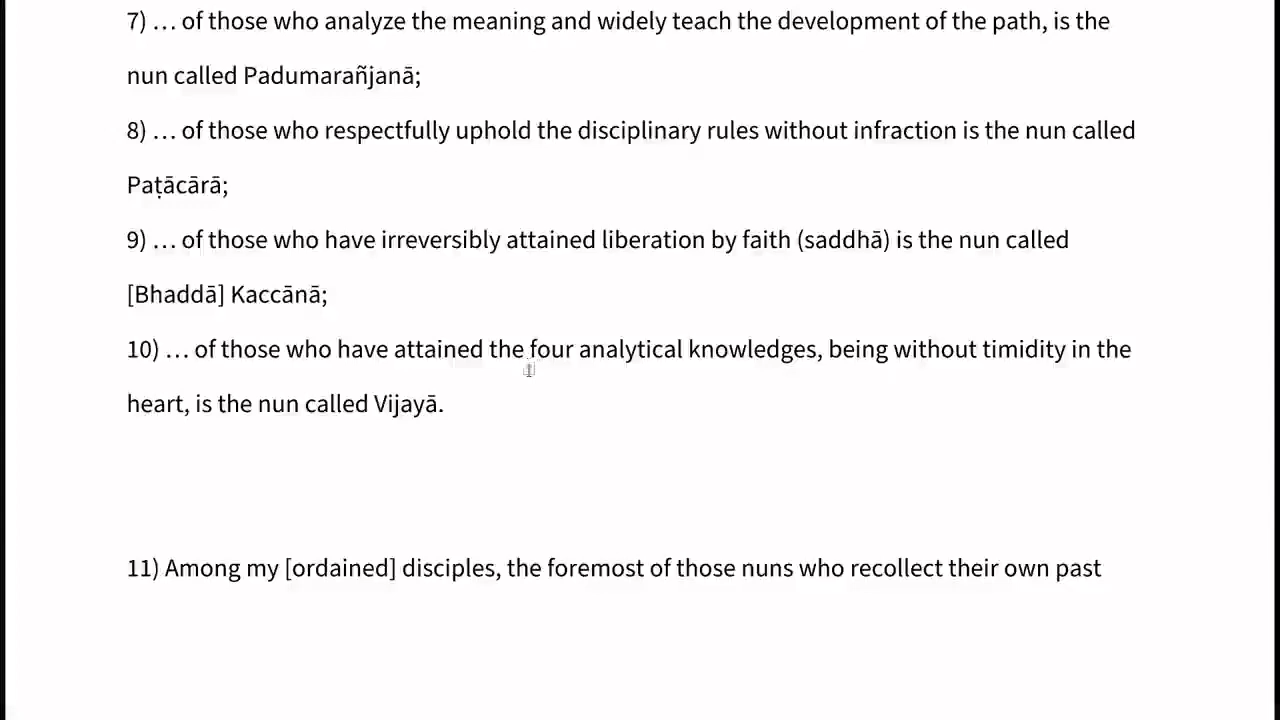 7) … of those who analyze the meaning and widely teach the development of the path, is the
nun called Padumarañjanā;
8) … of those who respectfully uphold the disciplinary rules without infraction is the nun called
Paṭācārā;
9) … of those who have irreversibly attained liberation by faith (saddhā) is the nun called
[Bhaddā] Kaccānā;
10) … of those who have attained the four analytical knowledges, being without timidity in the
heart, is the nun called Vijayā.
11) Among my [ordained] disciples, the foremost of those nuns who recollect their own past